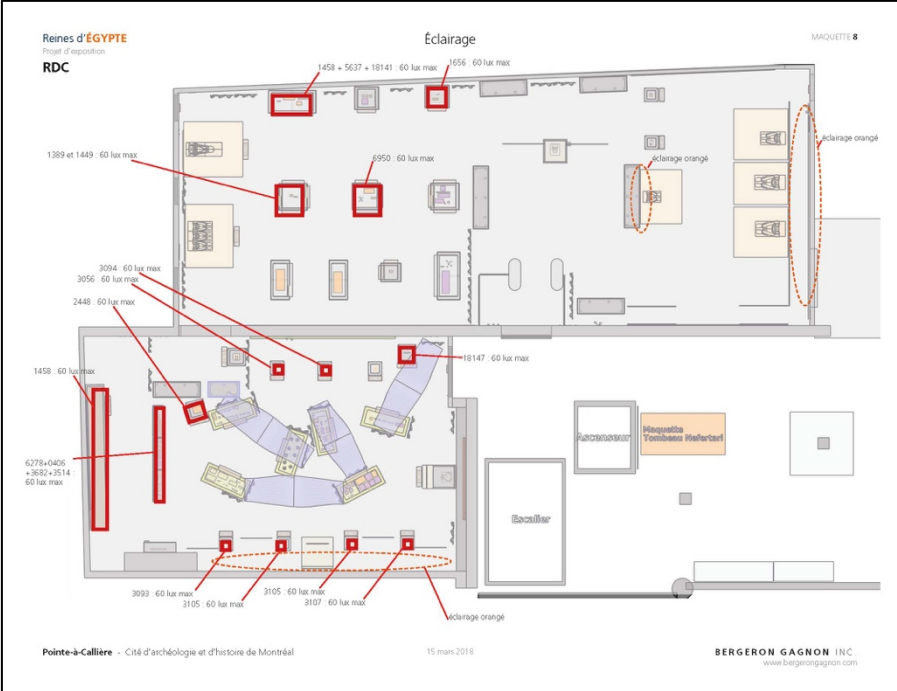 Reines d'ÉGYPTE
Projet d'exposition
RDC
Éclairage
MAQUETTE 8
1458 + 5637 + 18141 : 60 lux max
1656 : 60 lux max
1389 et 1449 : 60 lux max
6950 : 60 lux max
éclairage orangé
éclairage orangé
3094 : 60 lux max
3056 : 60 lux max
2448 : 60 lux max
18147 : 60 lux max
1458 : 60 lux max
6278+0406
+3682+3514 :
60 lux max
Ascenseur
Maquette
Tombeau Nefertari
Escalier
3093 : 60 lux max
3105 : 60 lux max
3105 : 60 lux max
3107 : 60 lux max
éclairage orangé
Pointe-à-Callière - Cité d'archéologie et d'histoire de Montréal
15 mars 2018
BERGERON GAGNON INC.
www.bergerongagnon.com